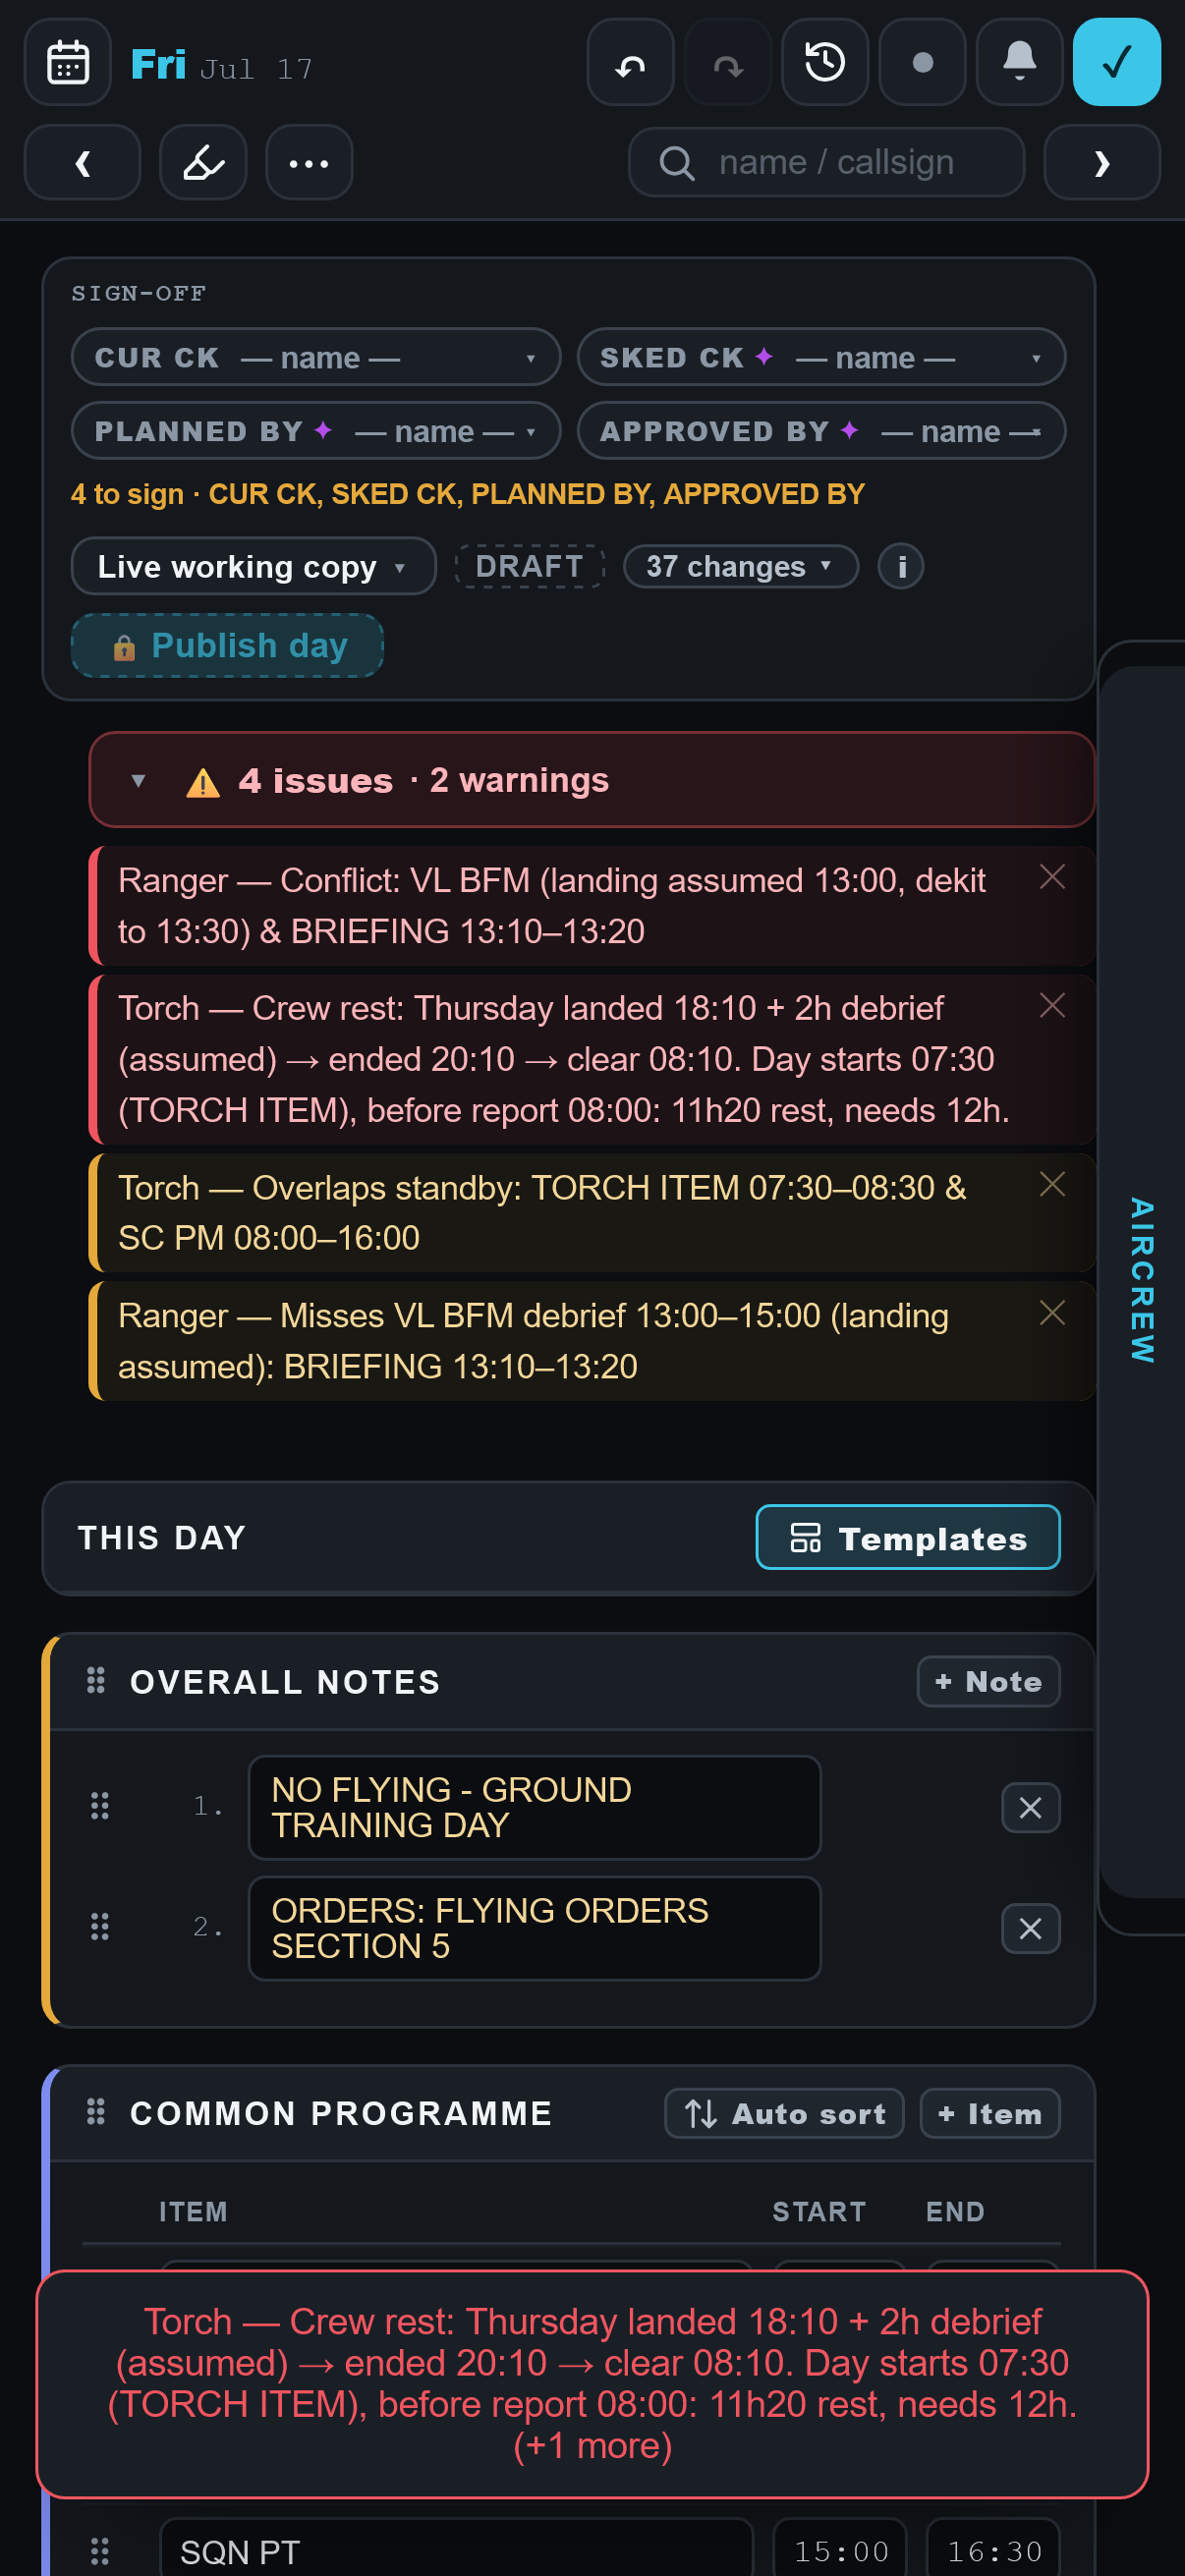 Fri Jul 17
name / callsign
SIGN-OFF
CUR CK — name —
SKED CK ✦ — name —
PLANNED BY ✦ — name —
APPROVED BY ✦ — name —
4 to sign · CUR CK, SKED CK, PLANNED BY, APPROVED BY
Live working copy
DRAFT
37 changes
i
Publish day
4 issues · 2 warnings
Ranger — Conflict: VL BFM (landing assumed 13:00, dekit
to 13:30) & BRIEFING 13:10–13:20
Torch — Crew rest: Thursday landed 18:10 + 2h debrief
(assumed) → ended 20:10 → clear 08:10. Day starts 07:30
(TORCH ITEM), before report 08:00: 11h20 rest, needs 12h.
Torch — Overlaps standby: TORCH ITEM 07:30–08:30 &
SC PM 08:00–16:00
Ranger — Misses VL BFM debrief 13:00–15:00 (landing
assumed): BRIEFING 13:10–13:20
AIRCREW
THIS DAY
Templates
OVERALL NOTES
+ Note
1. NO FLYING - GROUND
TRAINING DAY
2. ORDERS: FLYING ORDERS
SECTION 5
COMMON PROGRAMME
Auto sort
+ Item
ITEM START END
Torch — Crew rest: Thursday landed 18:10 + 2h debrief
(assumed) → ended 20:10 → clear 08:10. Day starts 07:30
(TORCH ITEM), before report 08:00: 11h20 rest, needs 12h.
(+1 more)
SQN PT 15:00 16:30